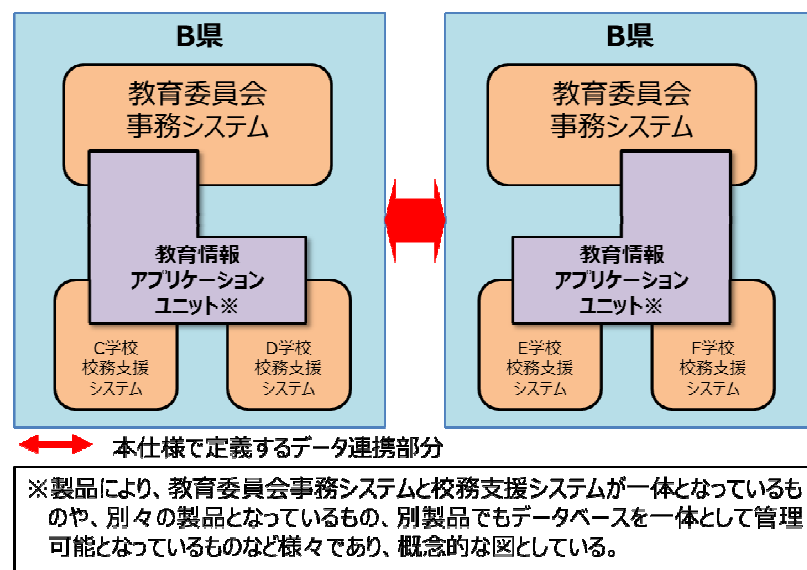 B県
教育委員会
事務システム
教育情報
アプリケーション
ユニット※
C学校
校務支援
システム
D学校
校務支援
システム
B県
教育委員会
事務システム
教育情報
アプリケーション
ユニット※
E学校
校務支援
システム
F学校
校務支援
システム
本仕様で定義するデータ連携部分
※製品により、教育委員会事務システムと校務支援システムが一体となっているも
のや、別々の製品となっているもの、別製品でもデータベースを一体として管理
可能となっているものなど様々であり、概念的な図としている。